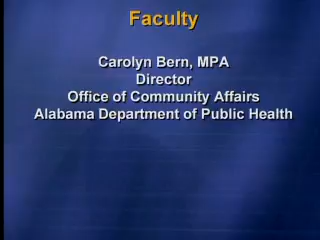 Faculty
Carolyn Bern, MPA
Director
Office of Community Affairs
Alabama Department of Public Health